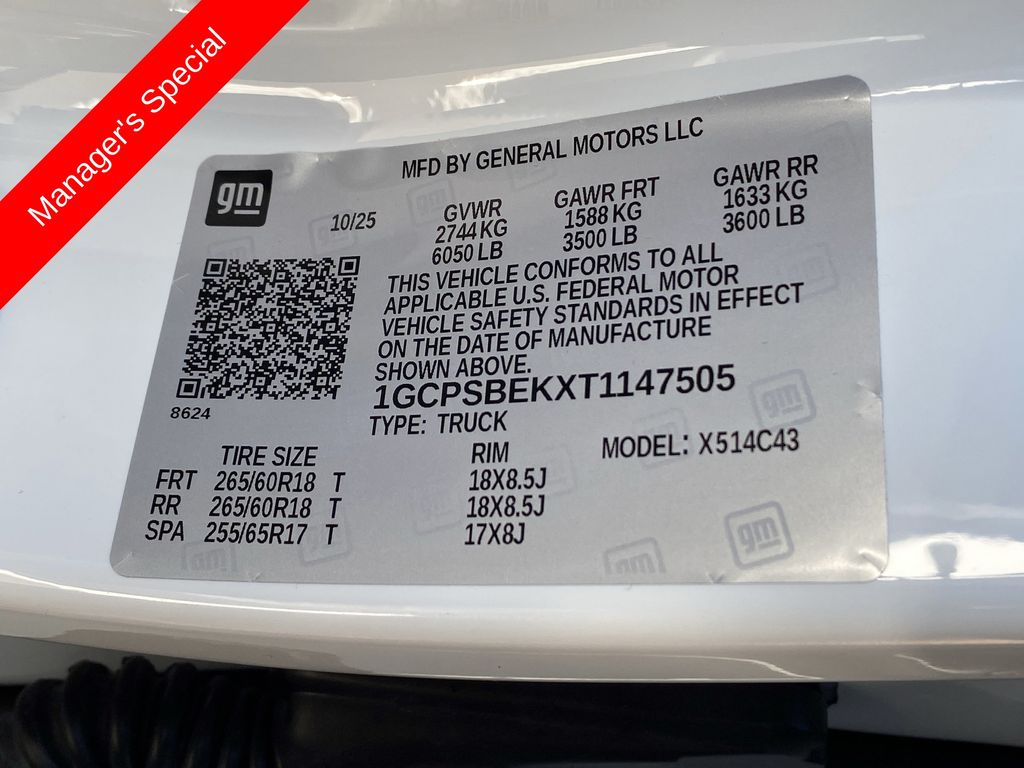 Manager's Special
MFD BY GENERAL MOTORS LLC
gm
10/25
GVWR
2744 KG
6050 LB
GAWR FRT
1588 KG
3500 LB
GAWR RR
1633 KG
3600 LB
THIS VEHICLE CONFORMS TO ALL
APPLICABLE U.S. FEDERAL MOTOR
VEHICLE SAFETY STANDARDS IN EFFECT
ON THE DATE OF MANUFACTURE
SHOWN ABOVE.
1GCPSBEKXT1147505
8624
TYPE: TRUCK
MODEL: X514C43
TIRE SIZE RIM
FRT 265/60R18 T 18X8.5J
RR 265/60R18 T 18X8.5J
SPA 255/65R17 T 17X8J
gm
gm
gm